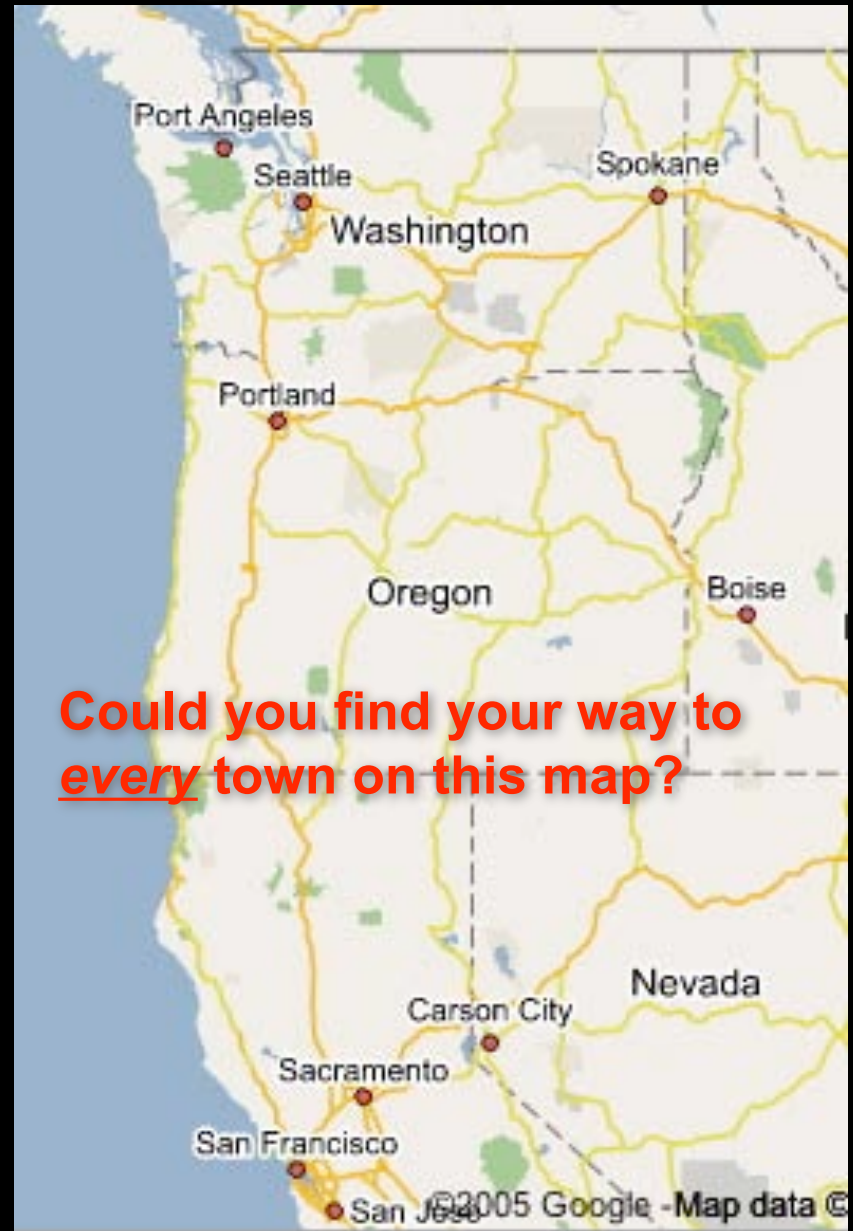 Port Angeles
Seattle
Spokane
Washington
Portland
Oregon
Boise
Could you find your way to
every town on this map?
Nevada
Carson City
Sacramento
San Francisco
San Jose
©2005 Google -Map data ©